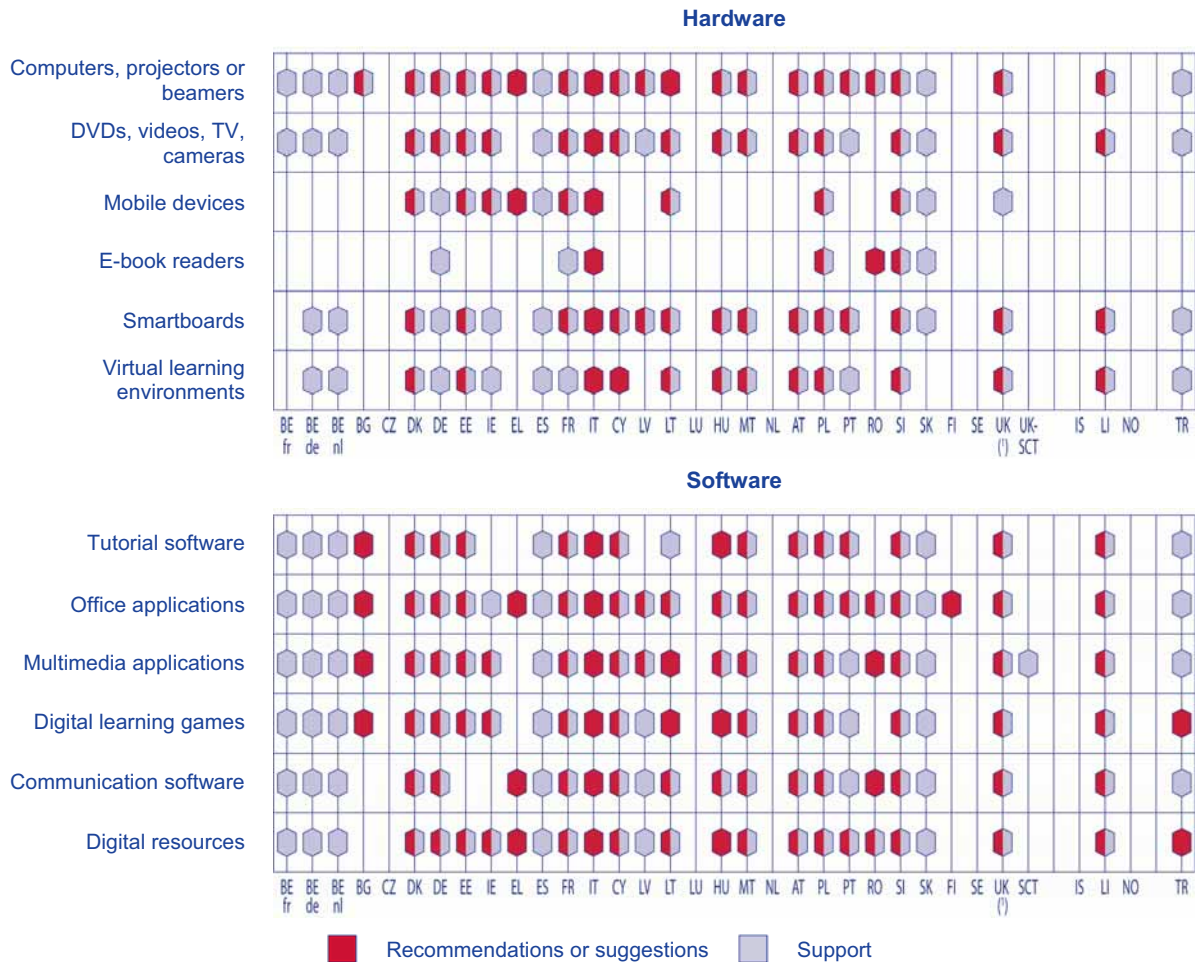 Hardware
Computers, projectors or
beamers
DVDs, videos, TV,
cameras
Mobile devices
E-book readers
Smartboards
Virtual learning
environments
BE BE BE BG CZ DK DE EE IE EL ES FR IT CY LV LT LU HU MT NL AT PL PT RO SI SK FI SE UK UK- IS LI NO TR
fr de nl (¹) SCT
Software
Tutorial software
Office applications
Multimedia applications
Digital learning games
Communication software
Digital resources
BE BE BE BG CZ DK DE EE IE EL ES FR IT CY LV LT LU HU MT NL AT PL PT RO SI SK FI SE UK SCT IS LI NO TR
fr de nl (¹)
Recommendations or suggestions Support